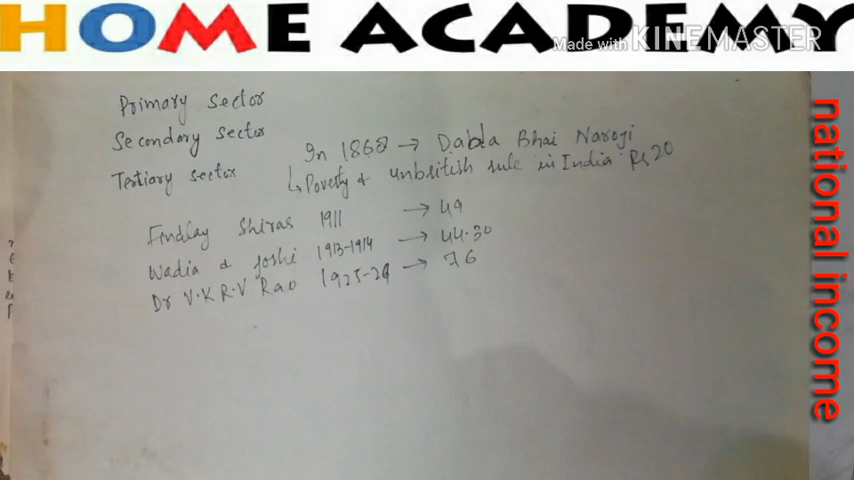 HOME ACADEMY
Made with KINEMASTER
national income
Primary Sector
Secondary Sector
Tertiary Sector
In 1868 → Dabda Bhai Naroji
↳ Poverty & unbritish rule in India Rs 20
Findlay Shiras 1911 → 49
Wadia & Joshi 1913-1914 → 44.30
Dr V.K.R.V Rao 1925-29 → 76